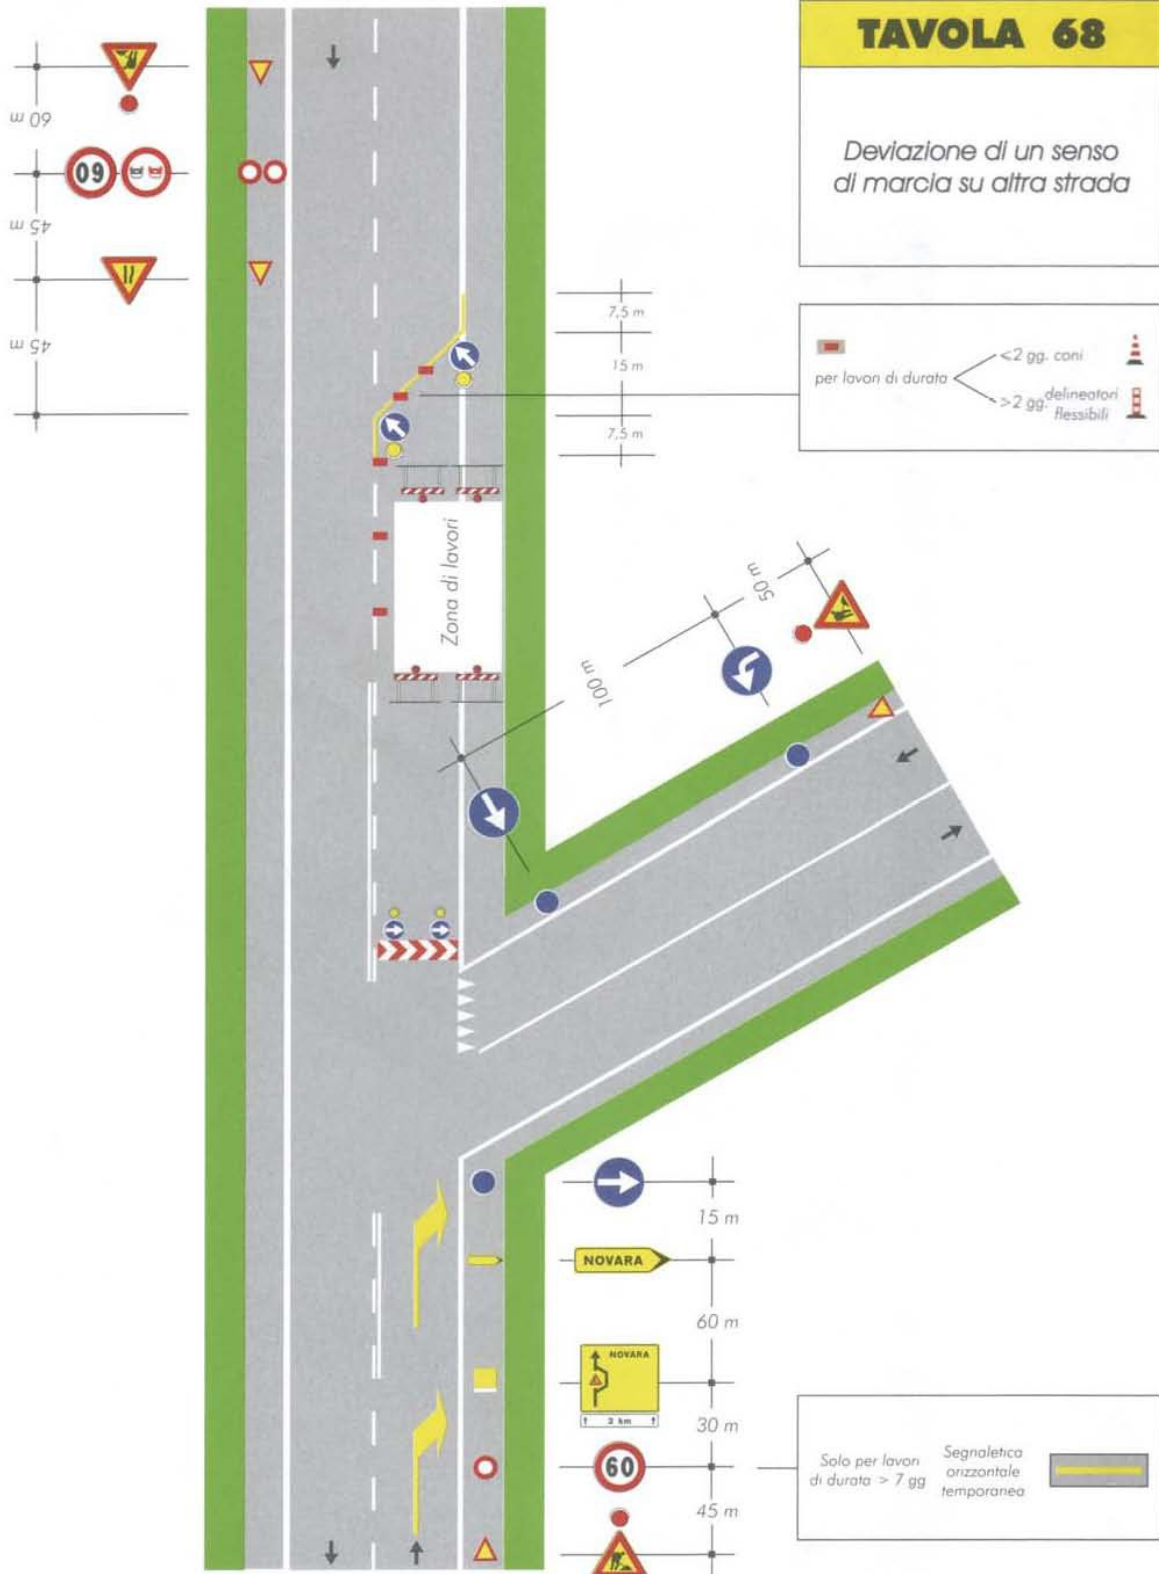 TAVOLA 68
Deviazione di un senso
di marcia su altra strada
60 m
60
45 m
45 m
7,5 m
15 m
7,5 m
per lavori di durata
<2 gg. coni
>2 gg. delineatori
flessibili
Zona di lavori
50 m
100 m
15 m
NOVARA
60 m
NOVARA
2 km
30 m
60
45 m
Solo per lavori
di durata > 7 gg
Segnaletica
orizzontale
temporanea